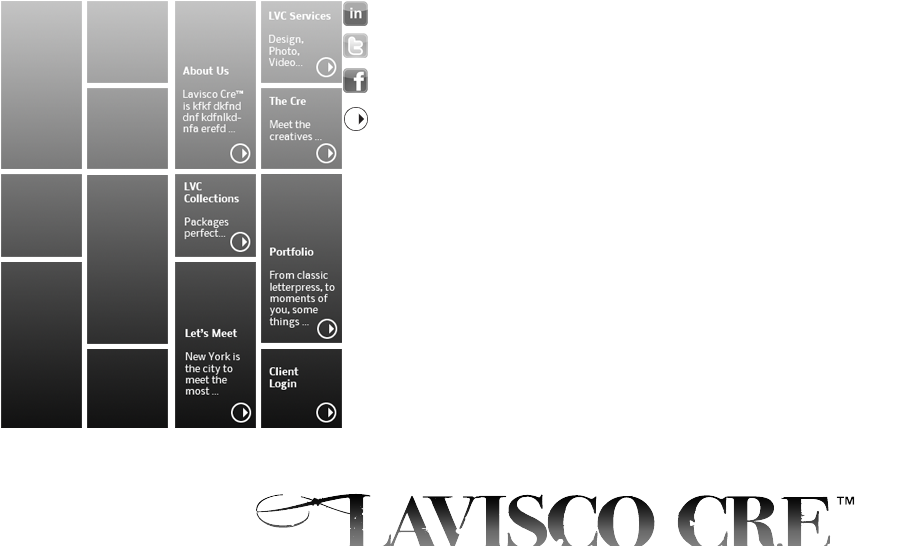 LVC Services
Design,
Photo,
Video...
in
t
f
About Us
Lavisco Cre™
is kfkf dkfnd
dnf kdfnlkd-
nfa erefd ...
The Cre
Meet the
creatives ...
LVC
Collections
Packages
perfect...
Portfolio
From classic
letterpress, to
moments of
you, some
things ...
Let's Meet
New York is
the city to
meet the
most ...
Client
Login
LAVISCO CRE™